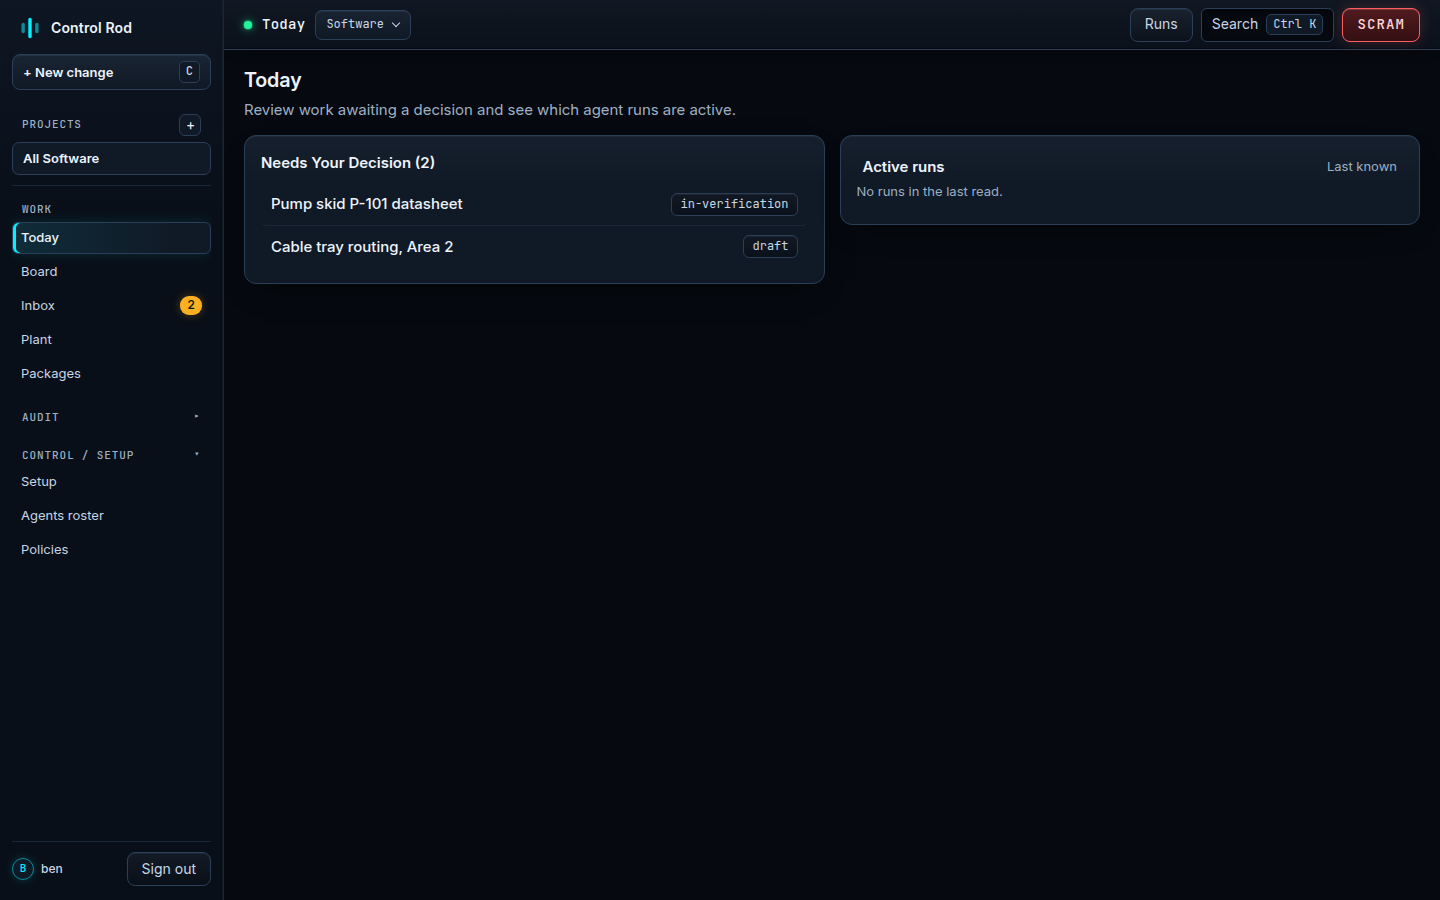 Control Rod
+ New change C
PROJECTS +
All Software
WORK
Today
Board
Inbox 2
Plant
Packages
AUDIT
CONTROL / SETUP
Setup
Agents roster
Policies
B ben Sign out
Today Software Runs Search Ctrl K SCRAM
Today
Review work awaiting a decision and see which agent runs are active.
Needs Your Decision (2)
Pump skid P-101 datasheet in-verification
Cable tray routing, Area 2 draft
Active runs Last known
No runs in the last read.